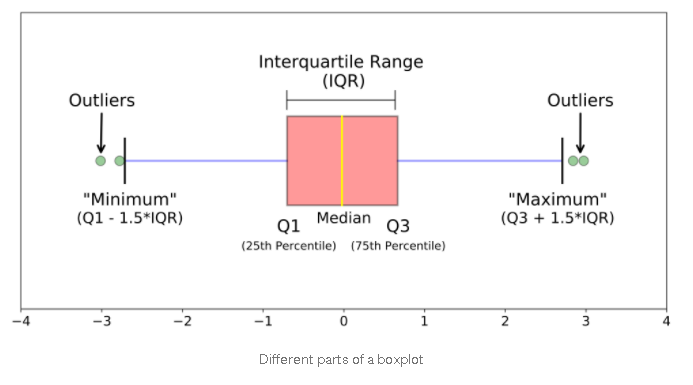 Interquartile Range
(IQR)
Outliers
Outliers
"Minimum"
(Q1 - 1.5*IQR)
"Maximum"
(Q3 + 1.5*IQR)
Q1
Median
Q3
(25th Percentile)
(75th Percentile)
−4
−3
−2
−1
0
1
2
3
4
Different parts of a boxplot